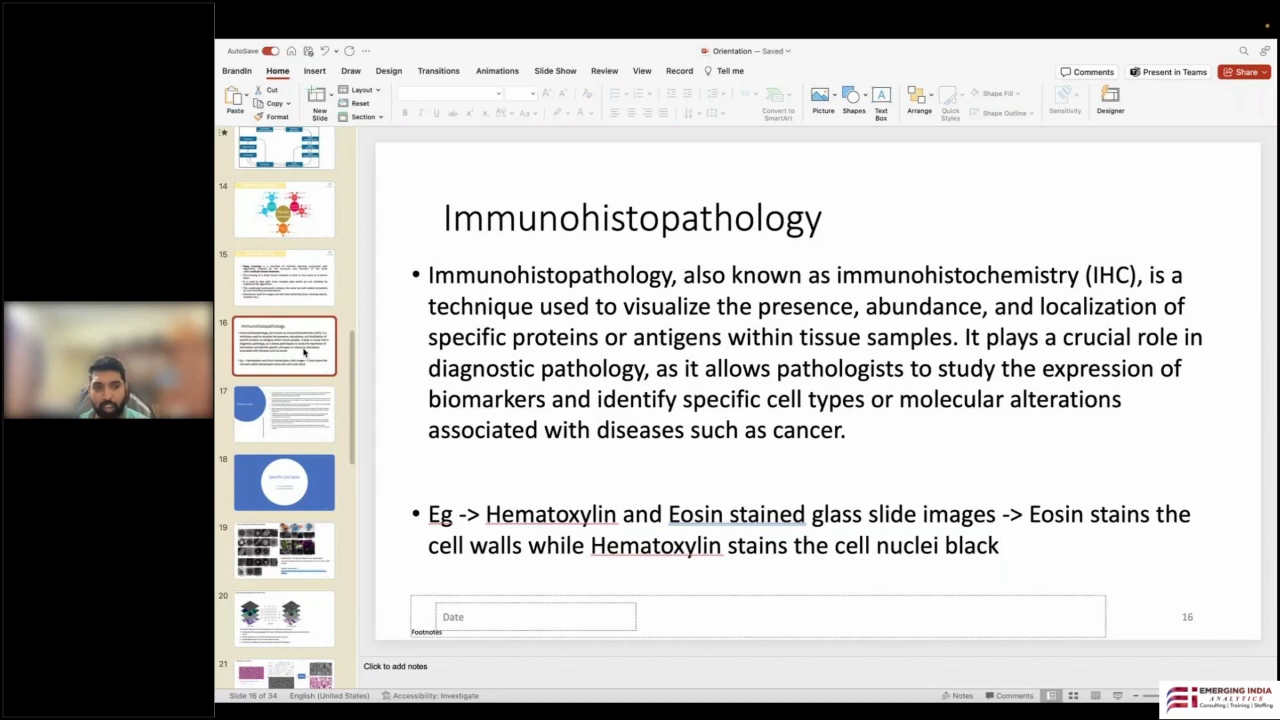 AutoSave
Orientation — Saved
BrandIn
Home
Insert
Draw
Design
Transitions
Animations
Slide Show
Review
View
Record
Tell me
Comments
Present in Teams
Share
Paste
Cut
Copy
Format
New Slide
Layout
Reset
Section
Convert to SmartArt
Picture
Shapes
Text Box
Arrange
Quick Styles
Shape Fill
Shape Outline
Sensitivity
Designer
14
15
16
Immunohistopathology
17
18
Specific Use cases
19
20
21
Immunohistopathology
• Immunohistopathology, also known as immunohistochemistry (IHC) is a
technique used to visualize the presence, abundance, and localization of
specific proteins or antigens within tissue samples. It plays a crucial role in
diagnostic pathology, as it allows pathologists to study the expression of
biomarkers and identify specific cell types or molecular alterations
associated with diseases such as cancer.
• Eg -> Hematoxylin and Eosin stained glass slide images -> Eosin stains the
cell walls while Hematoxylin stains the cell nuclei black
Date
16
Footnotes
Click to add notes
Slide 16 of 34
English (United States)
Accessibility: Investigate
Notes
Comments
EMERGING INDIA
ANALYTICS
Consulting | Training | Staffing